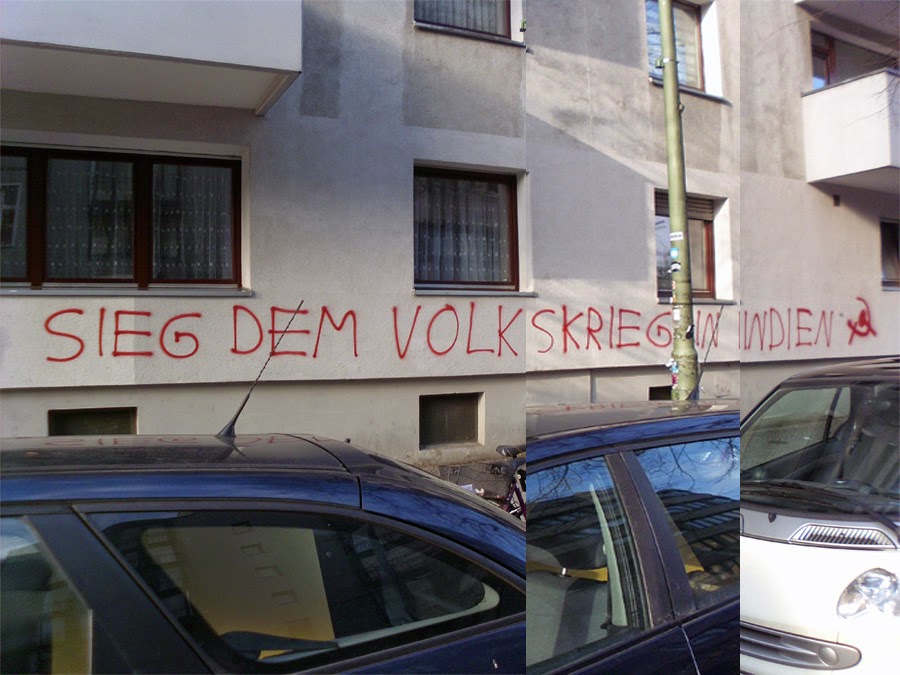 SIEG DEM VOLKSKRIEG IN INDIEN